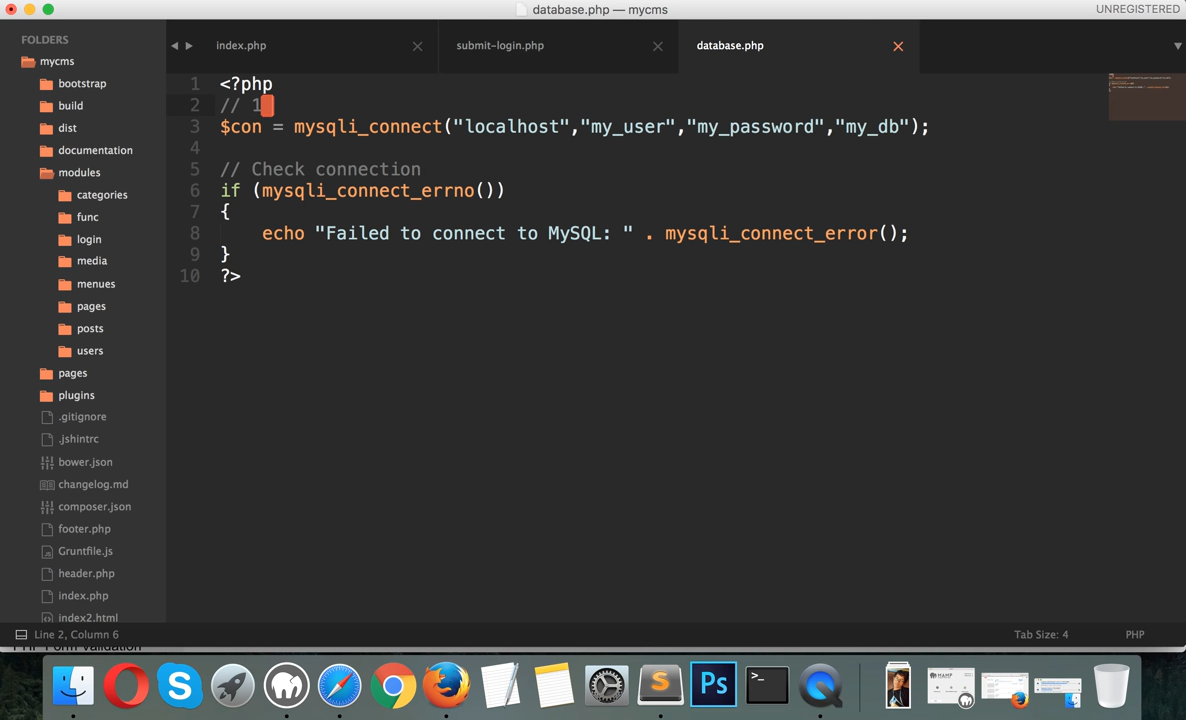 database.php — mycms
UNREGISTERED
FOLDERS
mycms
bootstrap
build
dist
documentation
modules
categories
func
login
media
menues
pages
posts
users
pages
plugins
.gitignore
.jshintrc
bower.json
changelog.md
composer.json
footer.php
Gruntfile.js
header.php
index.php
index2.html
index.php
submit-login.php
database.php
1 <?php
2 // 1
3 $con = mysqli_connect("localhost","my_user","my_password","my_db");
4
5 // Check connection
6 if (mysqli_connect_errno())
7 {
8 echo "Failed to connect to MySQL: " . mysqli_connect_error();
9 }
10 ?>
Line 2, Column 6
Tab Size: 4
PHP
PHP Form Validation
S
S
Ps
>_